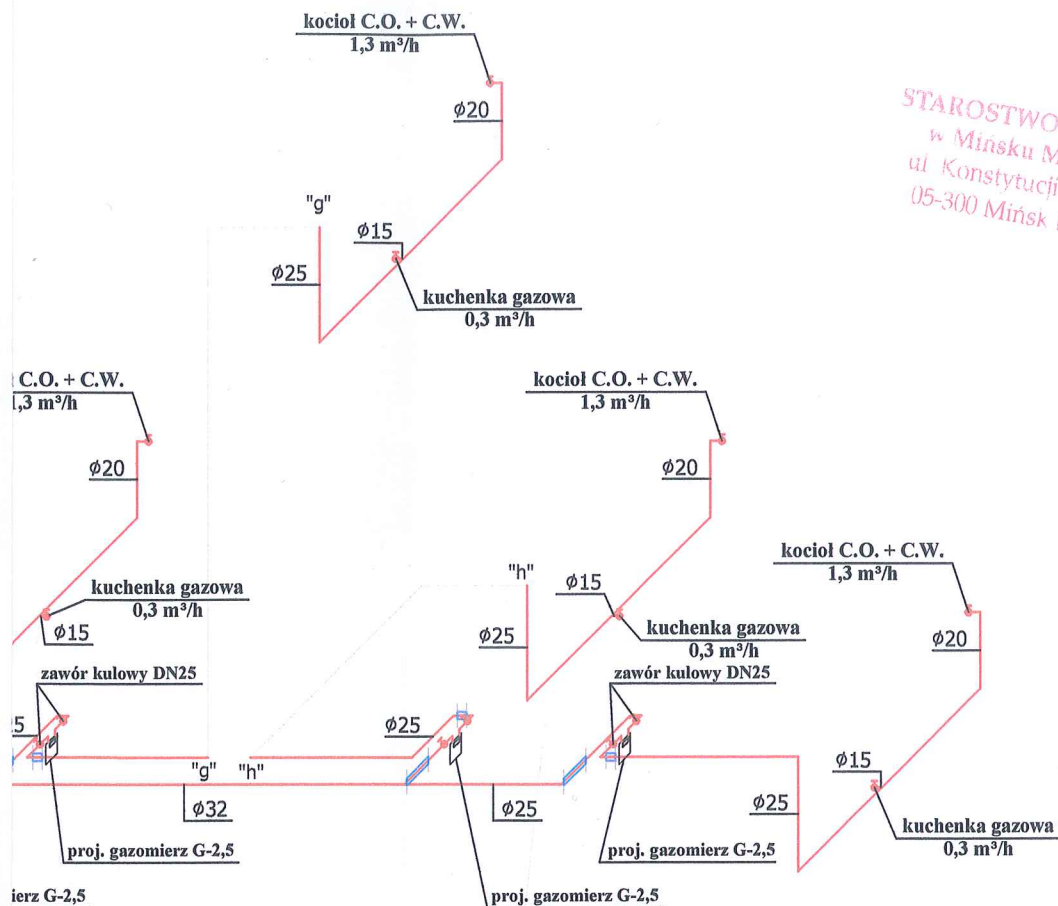 kocioł C.O. + C.W.
1,3 m³/h
ϕ20
STAROSTWO
w Mińsku M
ul Konstytucji
05-300 Mińsk
"g"
ϕ15
ϕ25
kuchenka gazowa
0,3 m³/h
C.O. + C.W.
1,3 m³/h
ϕ20
kocioł C.O. + C.W.
1,3 m³/h
ϕ20
kocioł C.O. + C.W.
1,3 m³/h
kuchenka gazowa
0,3 m³/h
ϕ15
"h"
ϕ15
ϕ25
kuchenka gazowa
0,3 m³/h
ϕ20
zawór kulowy DN25
zawór kulowy DN25
ϕ25
"g"
"h"
ϕ32
ϕ25
ϕ25
ϕ15
kuchenka gazowa
0,3 m³/h
proj. gazomierz G-2,5
proj. gazomierz G-2,5
ierz G-2,5
proj. gazomierz G-2,5